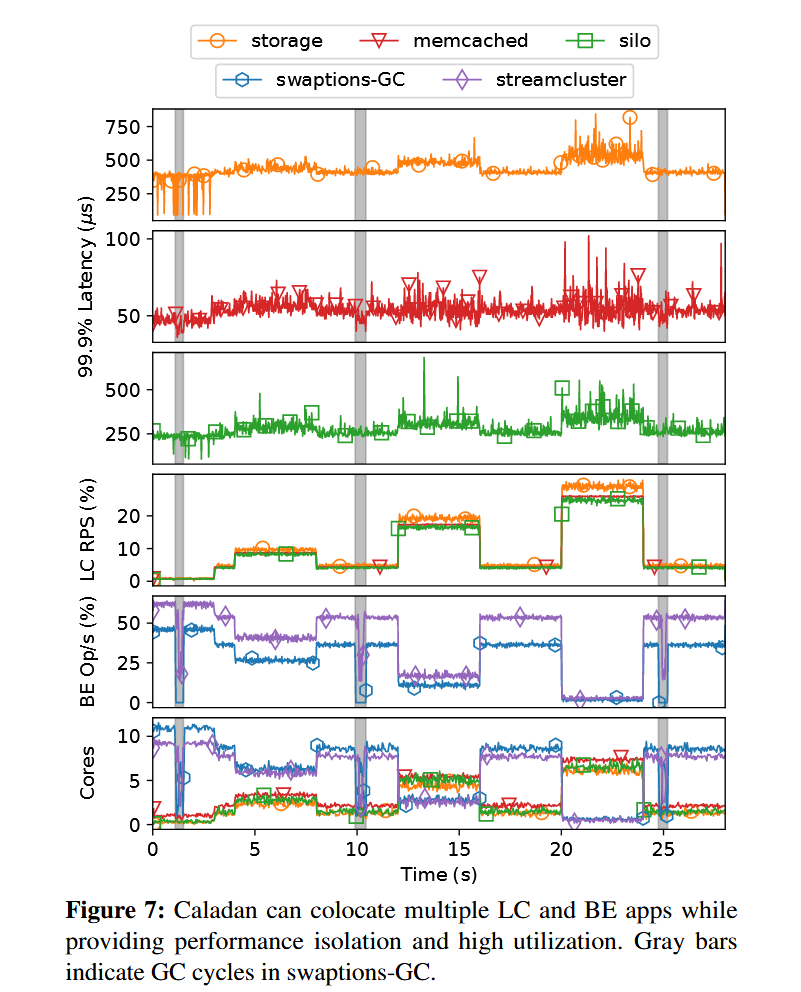 storage memcached silo
swaptions-GC streamcluster
99.9% Latency (μs)
750
500
250
100
50
500
250
LC RPS (%)
20
10
0
BE Op/s (%)
50
25
0
Cores
10
5
0
0 5 10 15 20 25
Time (s)
Figure 7: Caladan can colocate multiple LC and BE apps while
providing performance isolation and high utilization. Gray bars
indicate GC cycles in swaptions-GC.